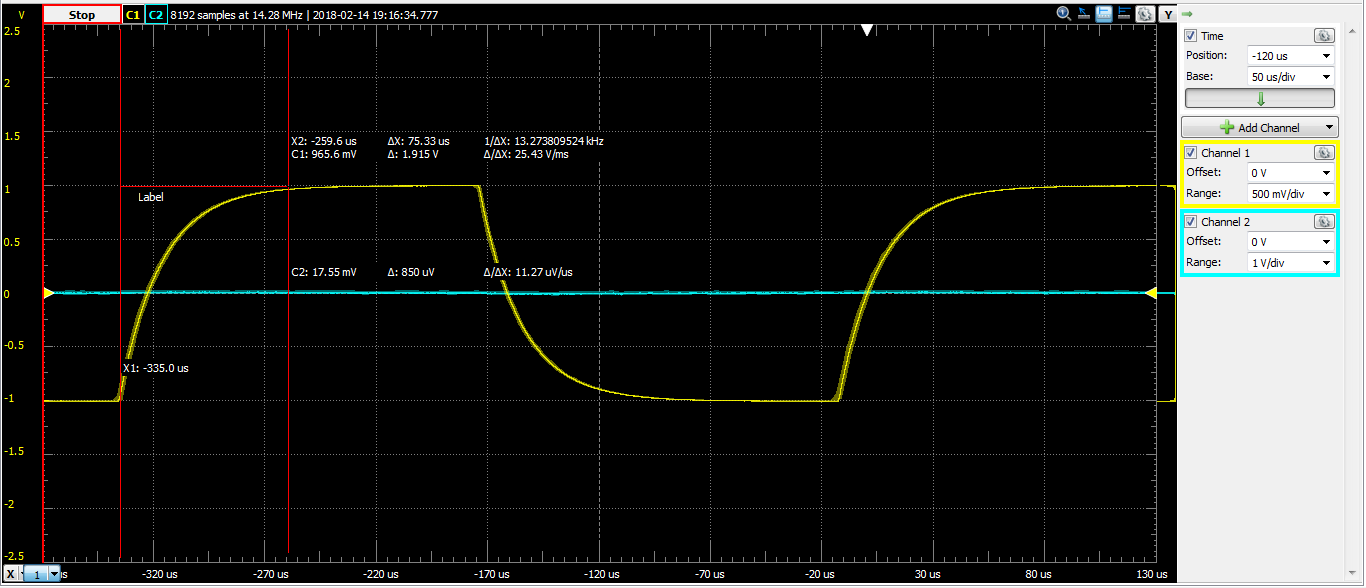 V Stop C1 C2 8192 samples at 14.28 MHz | 2018-02-14 19:16:34.777 Y
2.5
2
1.5
1
0.5
0
-0.5
-1
-1.5
-2
-2.5
X2: -259.6 us ΔX: 75.33 us 1/ΔX: 13.273809524 kHz
C1: 965.6 mV Δ: 1.915 V Δ/ΔX: 25.43 V/ms
Label
C2: 17.55 mV Δ: 850 uV Δ/ΔX: 11.27 uV/us
X1: -335.0 us
X 1 us -320 us -270 us -220 us -170 us -120 us -70 us -20 us 30 us 80 us 130 us
Time
Position: -120 us
Base: 50 us/div
Add Channel
Channel 1
Offset: 0 V
Range: 500 mV/div
Channel 2
Offset: 0 V
Range: 1 V/div